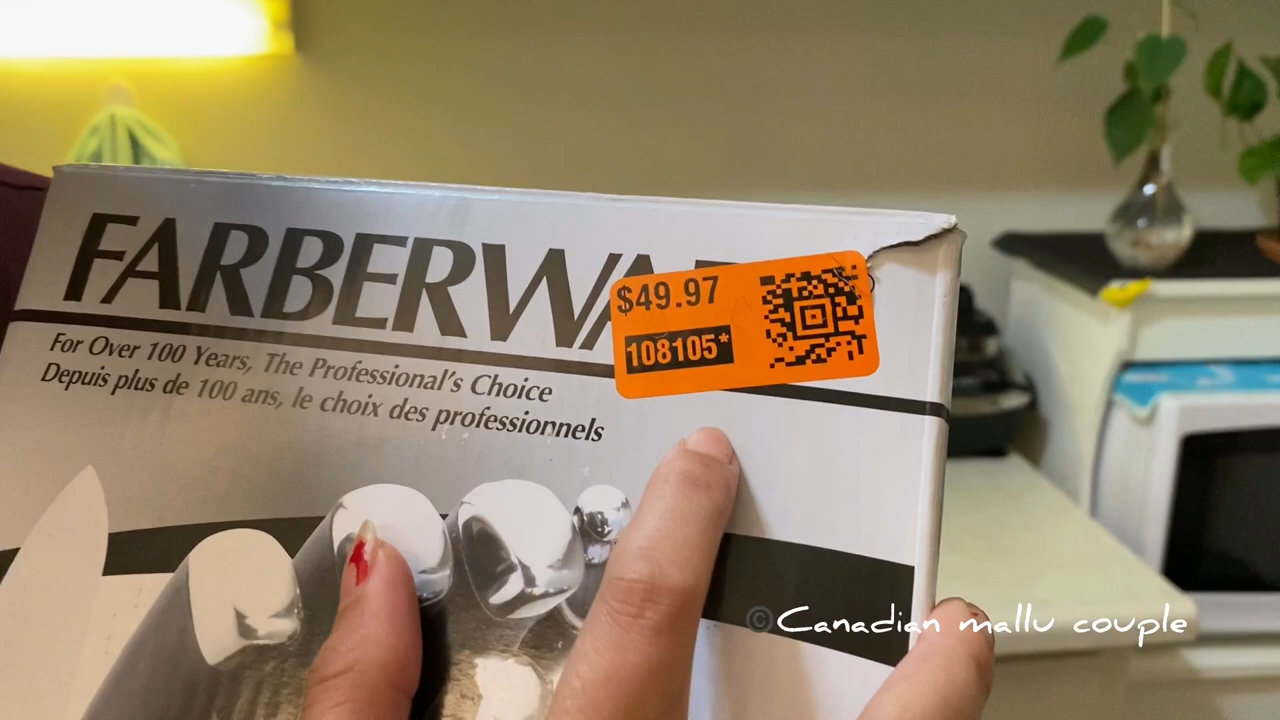 FARBERWA
$49.97
108105*
For Over 100 Years, The Professional's Choice
Depuis plus de 100 ans, le choix des professionnels
© Canadian mallu couple